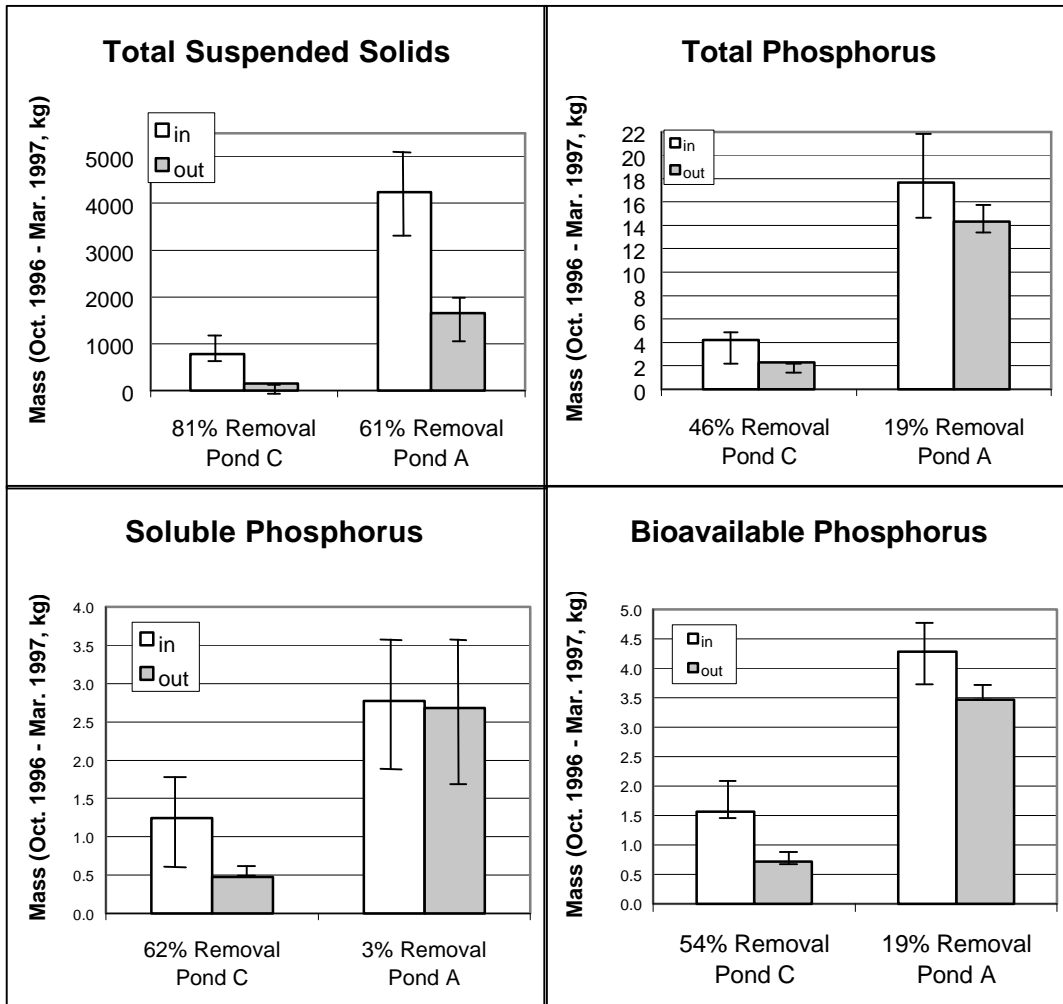 Total Suspended Solids
Mass (Oct. 1996 - Mar. 1997, kg)
in
out
5000
4000
3000
2000
1000
0
81% Removal
Pond C
61% Removal
Pond A
Total Phosphorus
Mass (Oct. 1996 - Mar. 1997, kg)
in
out
22
20
18
16
14
12
10
8
6
4
2
0
46% Removal
Pond C
19% Removal
Pond A
Soluble Phosphorus
Mass (Oct. 1996 - Mar. 1997, kg)
in
out
4.0
3.5
3.0
2.5
2.0
1.5
1.0
0.5
0.0
62% Removal
Pond C
3% Removal
Pond A
Bioavailable Phosphorus
Mass (Oct. 1996 - Mar. 1997, kg)
in
out
5.0
4.5
4.0
3.5
3.0
2.5
2.0
1.5
1.0
0.5
0.0
54% Removal
Pond C
19% Removal
Pond A